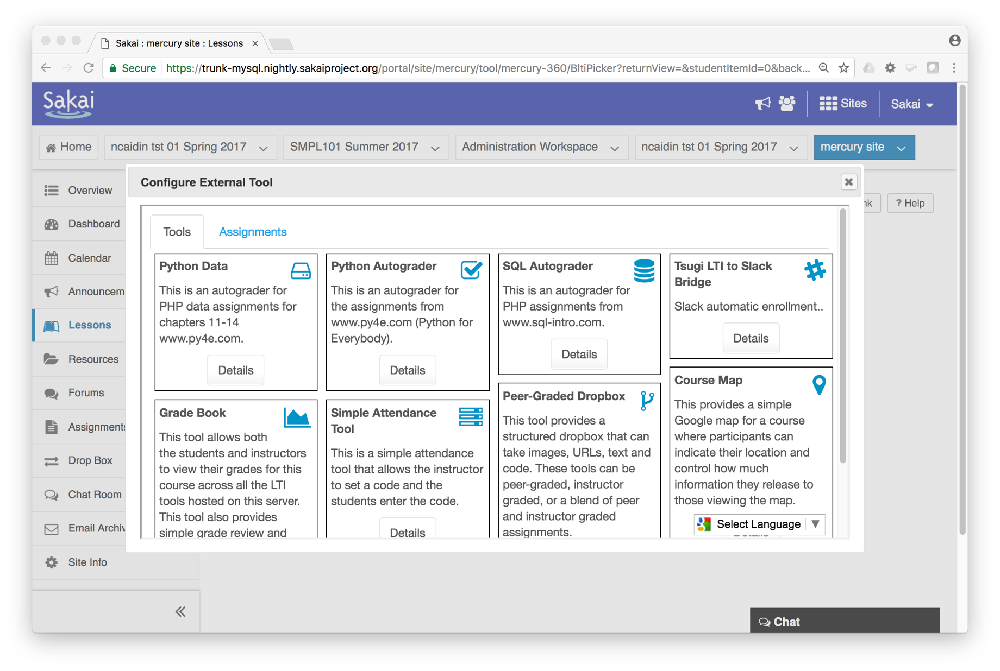 Sakai : mercury site : Lessons
Secure
https://trunk-mysql.nightly.sakaiproject.org/portal/site/mercury/tool/mercury-360/BltiPicker?returnView=&studentItemId=0&back...
Sakai
Sites
Sakai
Home
ncaidin tst 01 Spring 2017
SMPL101 Summer 2017
Administration Workspace
ncaidin tst 01 Spring 2017
mercury site
Overview
Dashboard
Calendar
Announcem
Lessons
Resources
Forums
Assignments
Drop Box
Chat Room
Email Archiv
Site Info
nk
? Help
Configure External Tool
Tools
Assignments
Python Data
This is an autograder for
PHP data assignments for
chapters 11-14
www.py4e.com.
Details
Python Autograder
This is an autograder for
the assignments from
www.py4e.com (Python for
Everybody).
Details
SQL Autograder
This is an autograder for
PHP assignments from
www.sql-intro.com.
Details
Tsugi LTI to Slack
Bridge
Slack automatic enrollment..
Details
Grade Book
This tool allows both
the students and instructors
to view their grades for this
course across all the LTI
tools hosted on this server.
This tool also provides
simple grade review and
Simple Attendance
Tool
This is a simple attendance
tool that allows the instructor
to set a code and the
students enter the code.
Details
Peer-Graded Dropbox
This tool provides a
structured dropbox that can
take images, URLs, text and
code. These tools can be
peer-graded, instructor
graded, or a blend of peer
and instructor graded
assignments.
Course Map
This provides a simple
Google map for a course
where participants can
indicate their location and
control how much
information they release to
those viewing the map.
Select Language
Chat